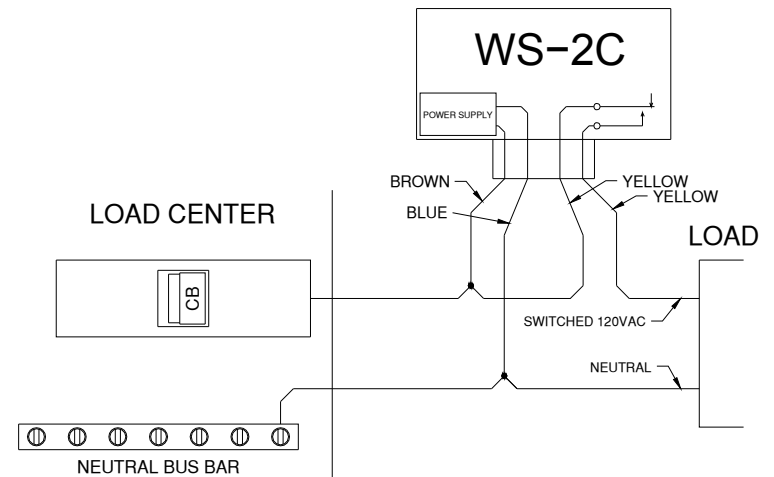 WS-2C
POWER SUPPLY
BROWN
YELLOW
YELLOW
BLUE
LOAD CENTER
LOAD
CB
SWITCHED 120VAC
NEUTRAL
NEUTRAL BUS BAR